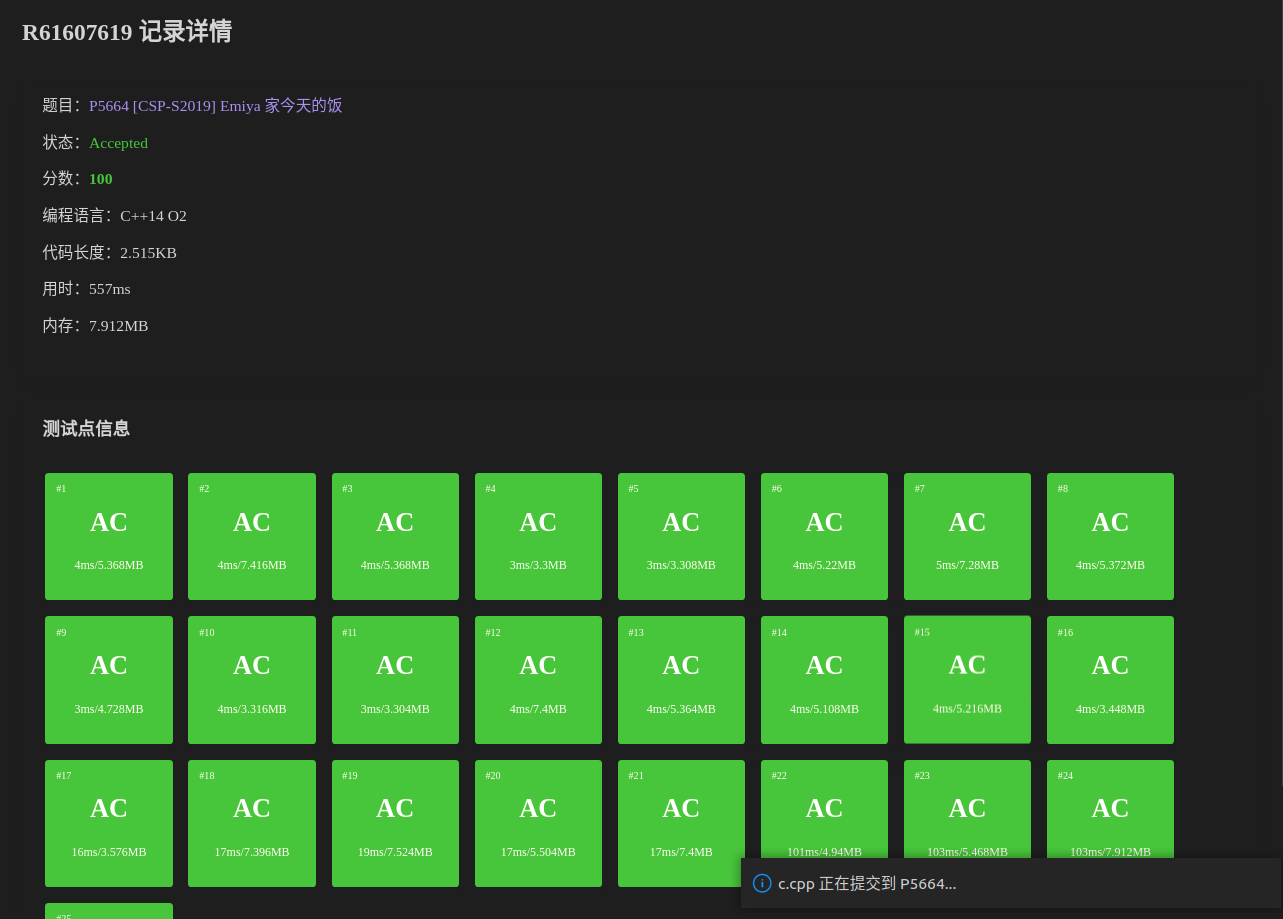 R61607619 记录详情
题目：P5664 [CSP-S2019] Emiya 家今天的饭
状态：Accepted
分数：100
编程语言：C++14 O2
代码长度：2.515KB
用时：557ms
内存：7.912MB
测试点信息
#1 #2 #3 #4 #5 #6 #7 #8
AC AC AC AC AC AC AC AC
4ms/5.368MB 4ms/7.416MB 4ms/5.368MB 3ms/3.3MB 3ms/3.308MB 4ms/5.22MB 5ms/7.28MB 4ms/5.372MB
#9 #10 #11 #12 #13 #14 #15 #16
AC AC AC AC AC AC AC AC
3ms/4.728MB 4ms/3.316MB 3ms/3.304MB 4ms/7.4MB 4ms/5.364MB 4ms/5.108MB 4ms/5.216MB 4ms/3.448MB
#17 #18 #19 #20 #21 #22 #23 #24
AC AC AC AC AC AC AC AC
16ms/3.576MB 17ms/7.396MB 19ms/7.524MB 17ms/5.504MB 17ms/7.4MB 101ms/4.94MB 103ms/5.468MB 103ms/7.912MB
c.cpp 正在提交到 P5664...
#25